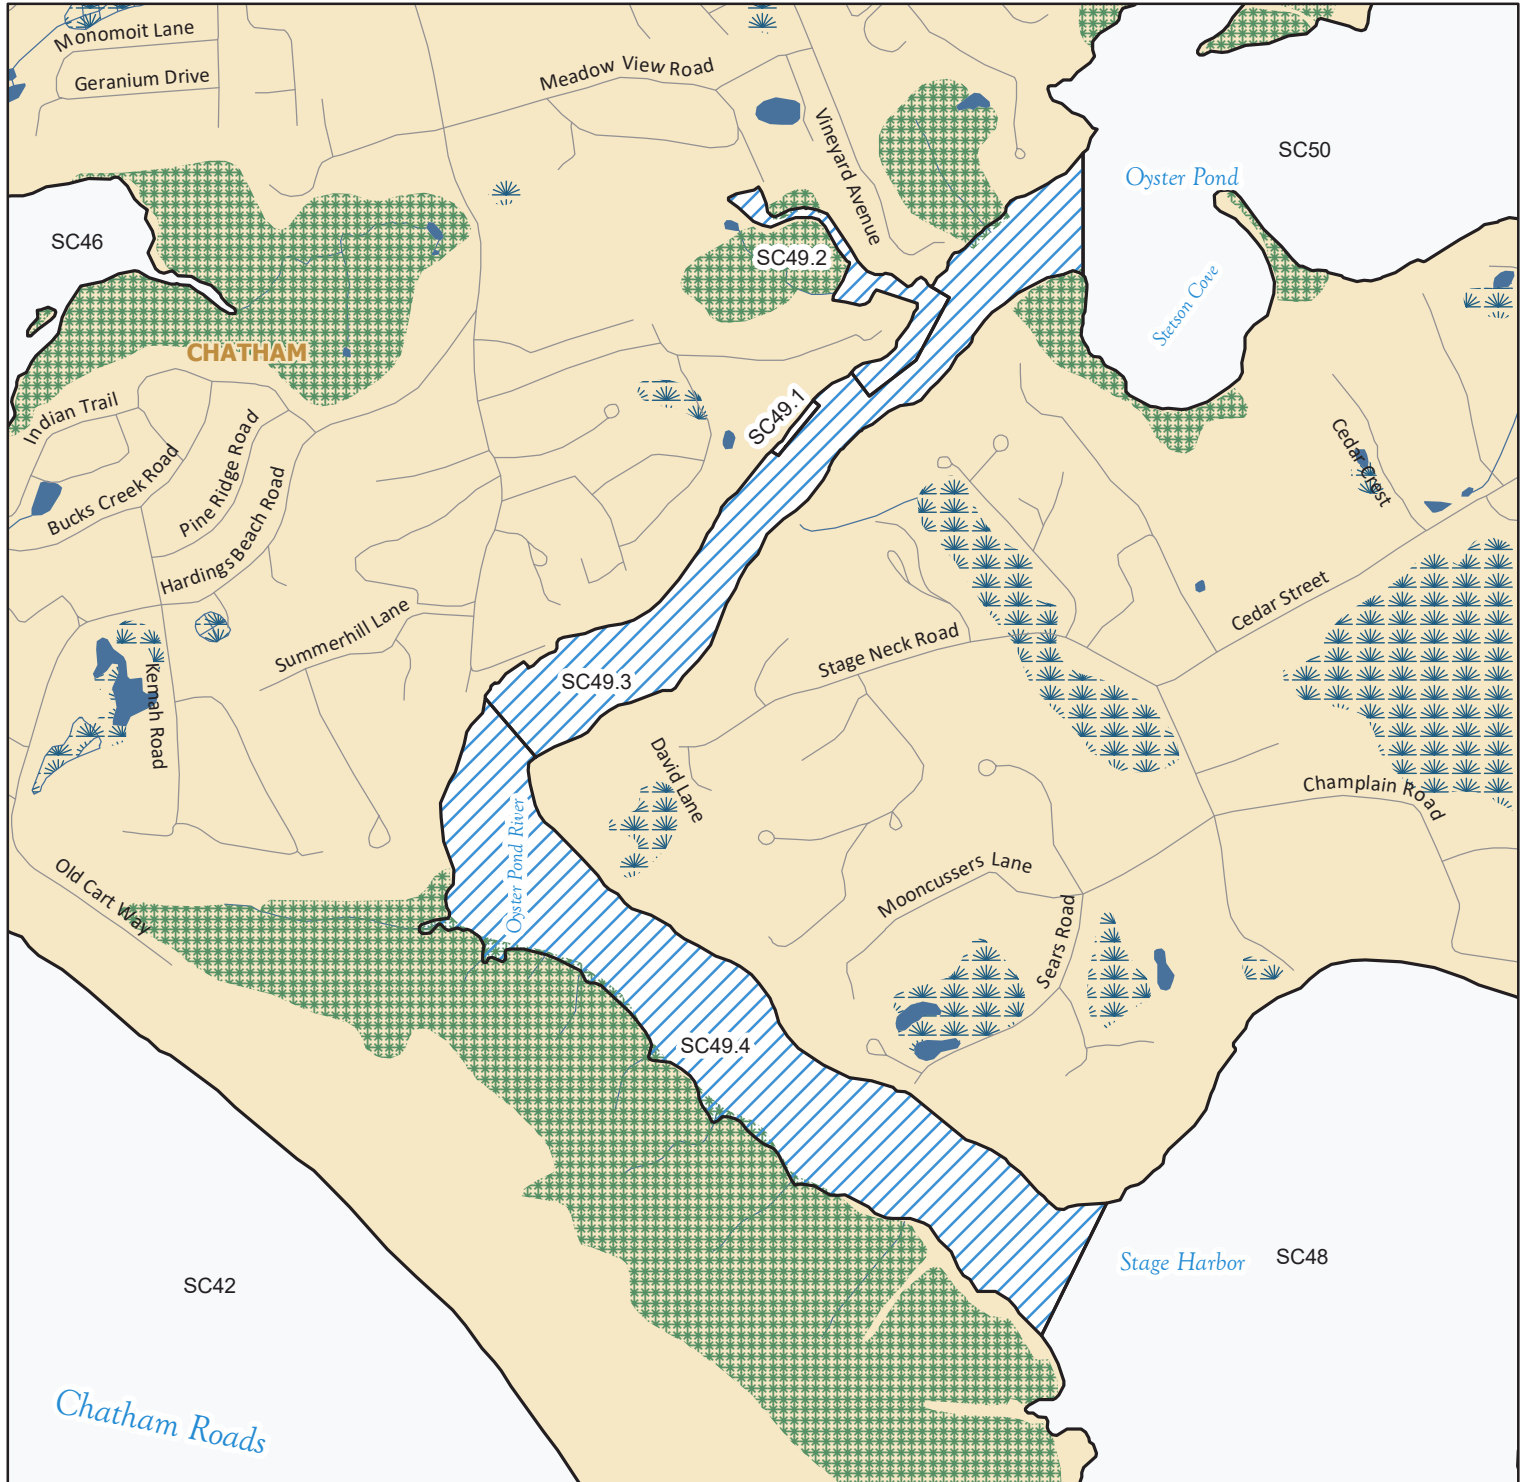 Monomoit Lane
Geranium Drive
Meadow View Road
Vineyard Avenue
SC50
Oyster Pond
SC46
SC49.2
Stetson Cove
CHATHAM
Indian Trail
Bucks Creek Road
Pine Ridge Road
Hardings Beach Road
SC49.1
Cedar Crest
Cedar Street
Summerhill Lane
Stage Neck Road
Kemah Road
SC49.3
David Lane
Champlain Road
Oyster Pond River
Old Cart Way
Mooncussers Lane
Sears Road
SC49.4
Stage Harbor
SC48
SC42
Chatham Roads